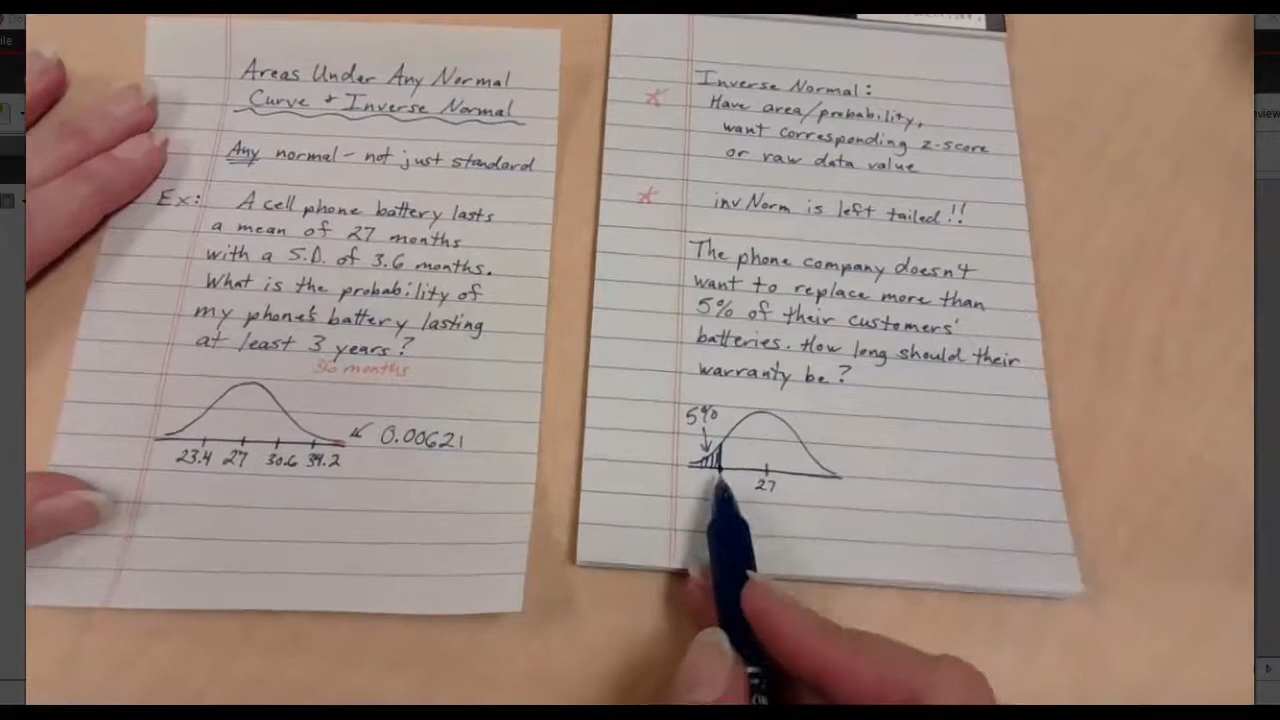 Areas Under Any Normal
Curve + Inverse Normal
Any normal - not just standard
Ex: A cell phone battery lasts
a mean of 27 months
with a S.D. of 3.6 months.
What is the probability of
my phone's battery lasting
at least 3 years?
36 months
0.00621
23.4 27 30.6 34.2
Inverse Normal:
* Have area/probability,
want corresponding z-score
or raw data value
* invNorm is left tailed!!
The phone company doesn't
want to replace more than
5% of their customers'
batteries. How long should their
warranty be?
5%
27